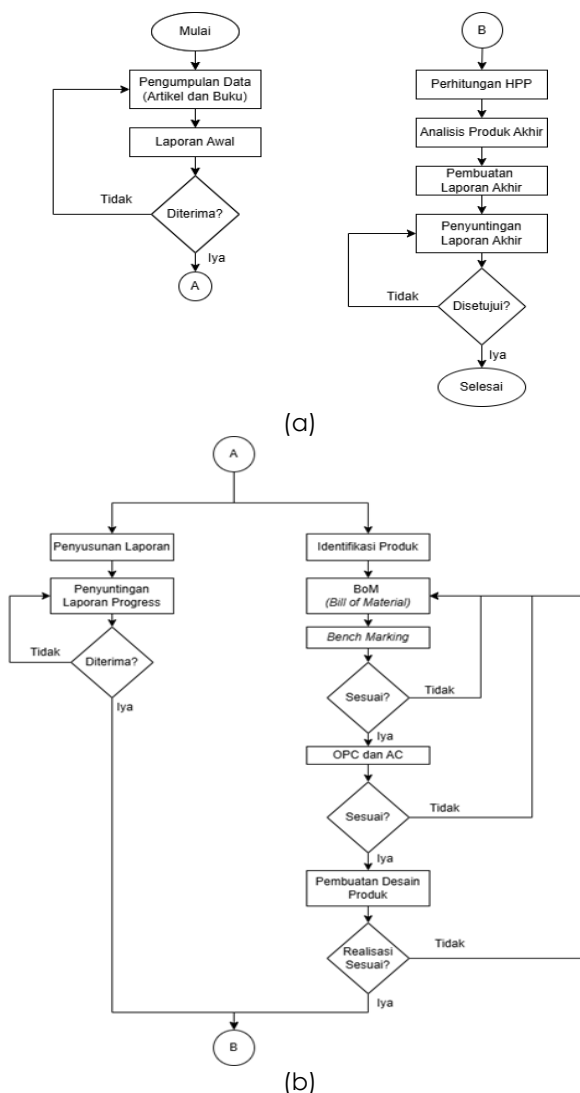 Mulai
Pengumpulan Data
(Artikel dan Buku)
Laporan Awal
Tidak
Diterima?
Iya
A
B
Perhitungan HPP
Analisis Produk Akhir
Pembuatan
Laporan Akhir
Penyuntingan
Laporan Akhir
Tidak
Disetujui?
Iya
Selesai
(a)
A
Penyusunan Laporan
Penyuntingan
Laporan Progress
Tidak
Diterima?
Iya
Identifikasi Produk
BoM
(Bill of Material)
Bench Marking
Sesuai?
Tidak
Iya
OPC dan AC
Sesuai?
Tidak
Iya
Pembuatan Desain
Produk
Realisasi
Sesuai?
Tidak
Iya
B
(b)